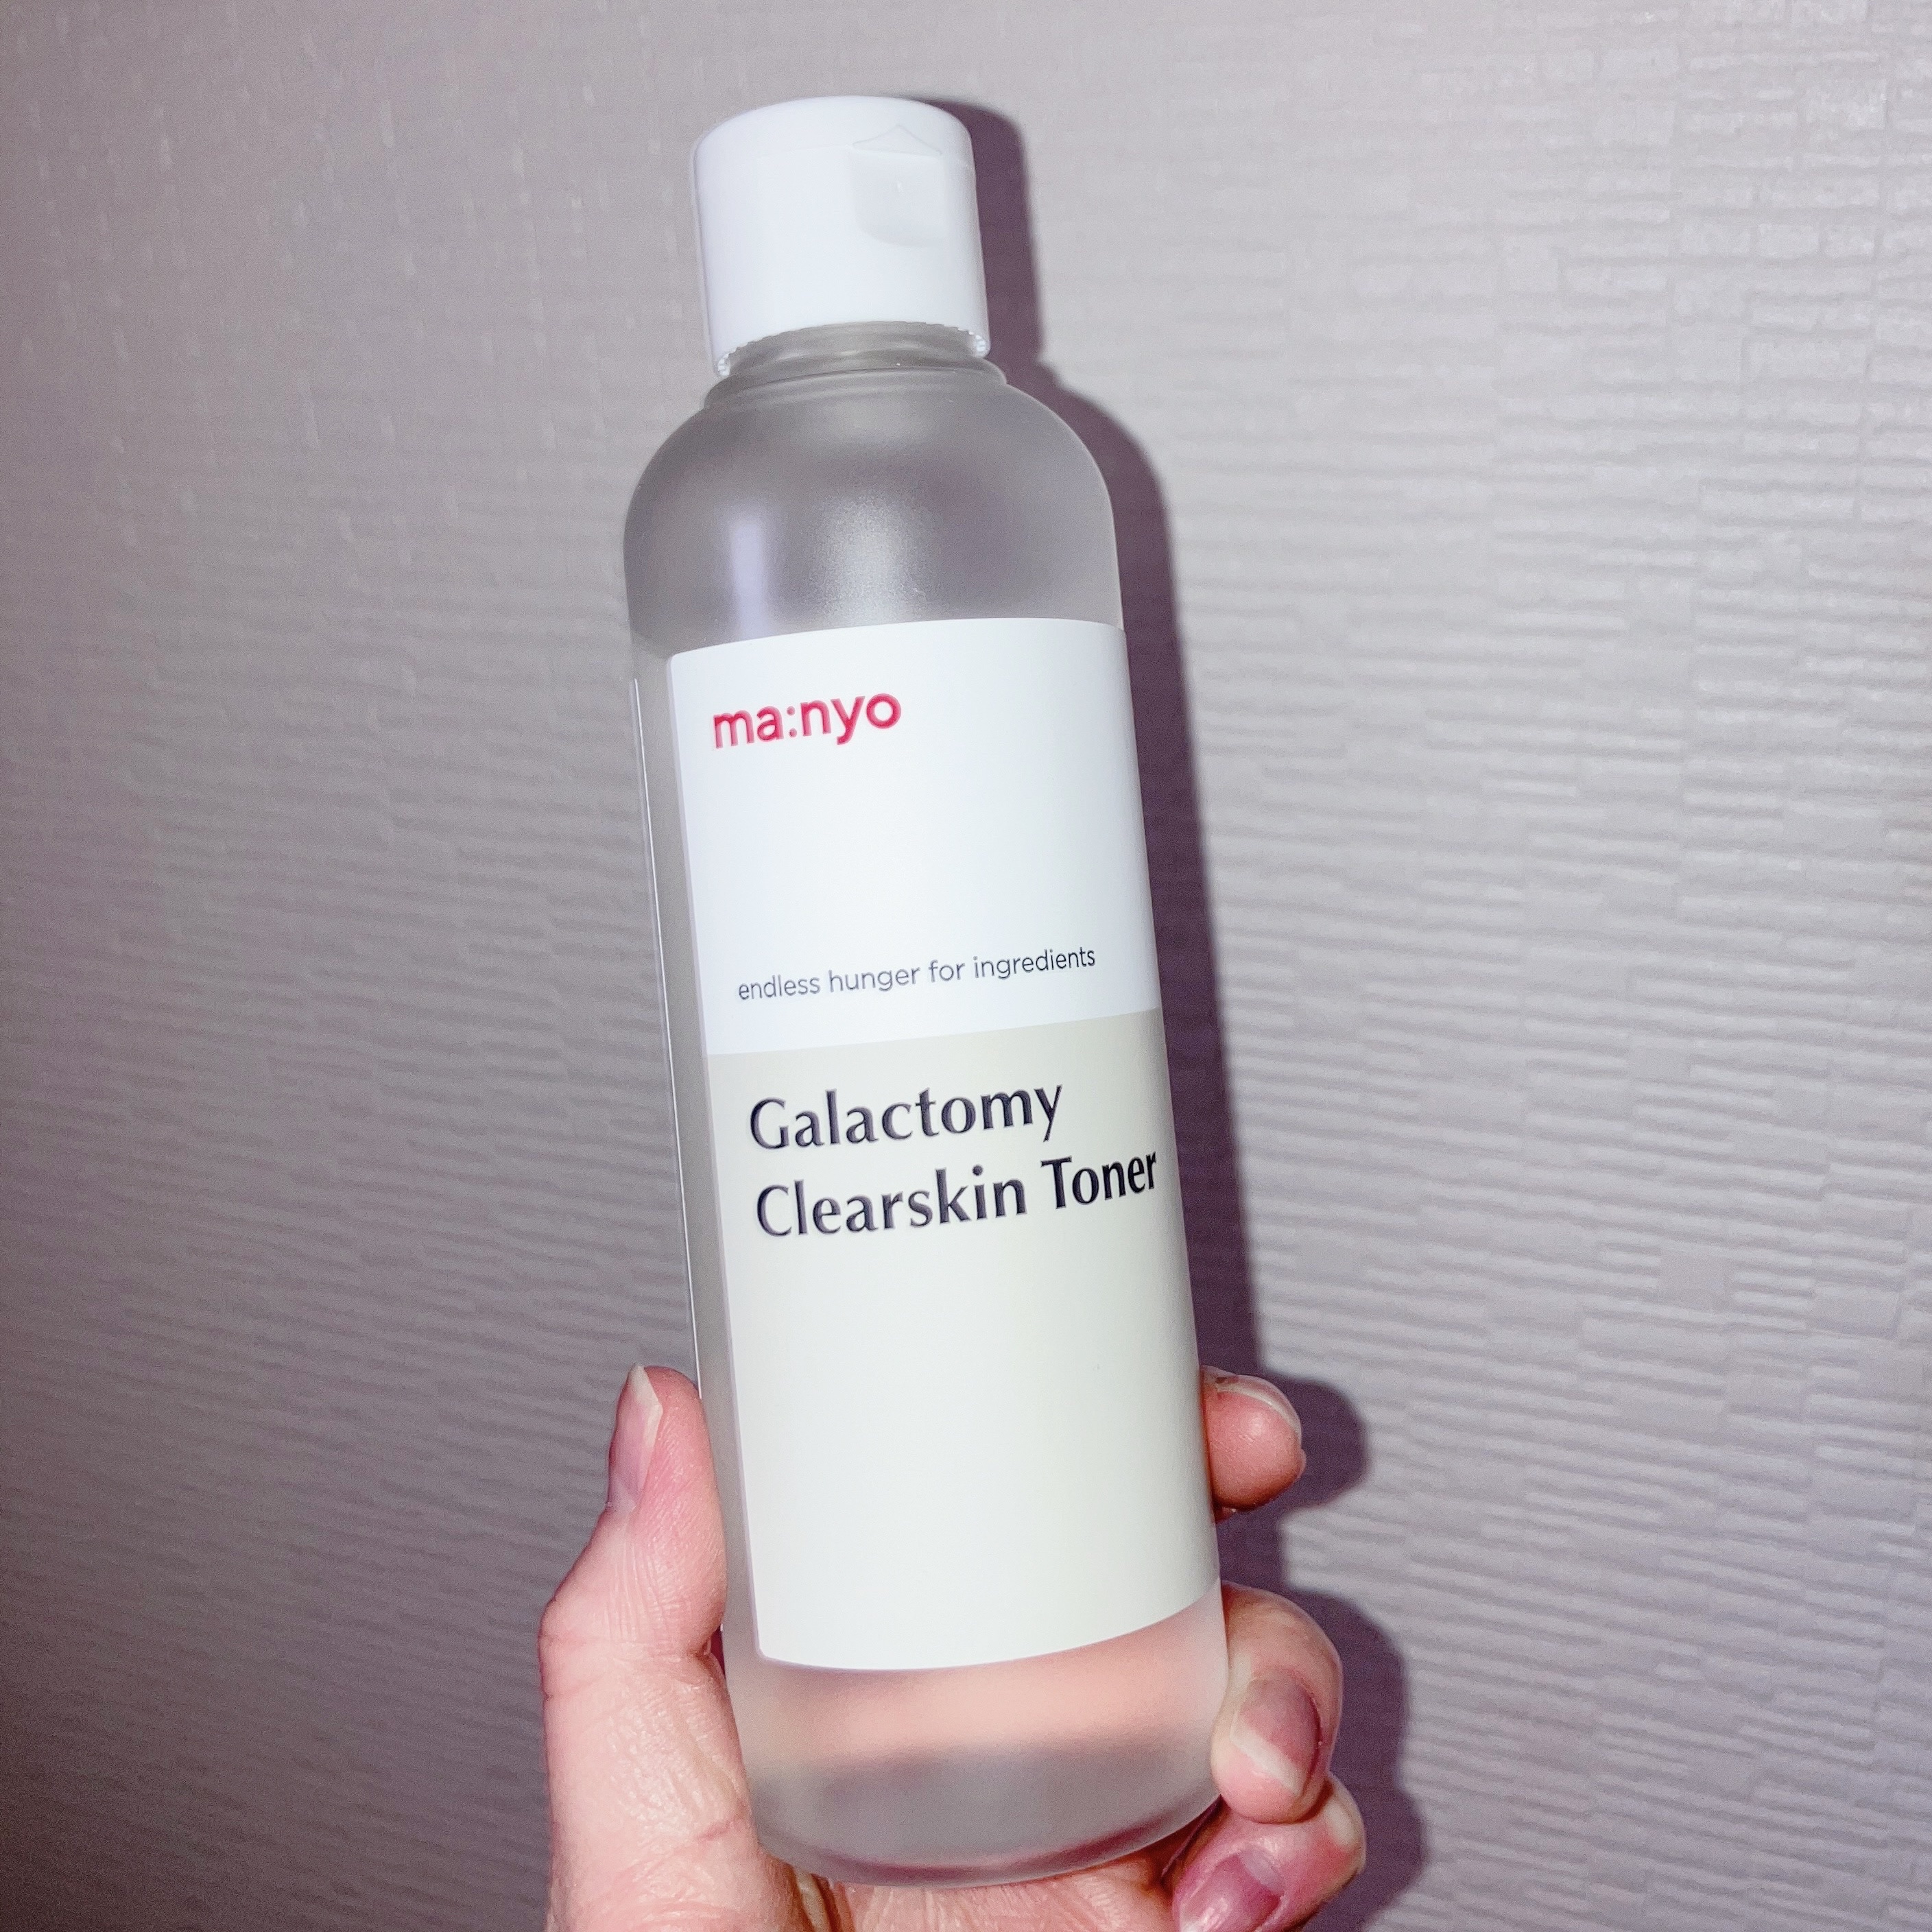 ma:nyo
endless hunger for ingredients
Galactomy
Clearskin Toner